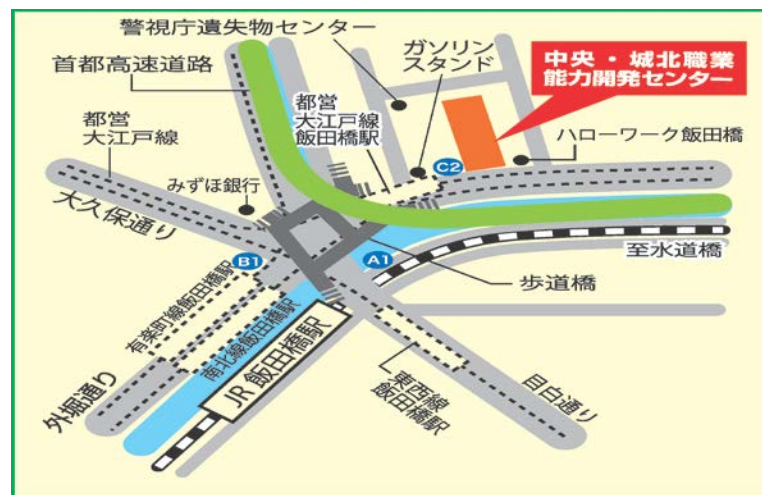 警視庁遺失物センター
ガソリン
スタンド
中央・城北職業
能力開発センター
首都高速道路
都営
大江戸線
飯田橋駅
都営
大江戸線
ハローワーク飯田橋
C2
みずほ銀行
大久保通り
B1
A1
至水道橋
歩道橋
有楽町線飯田橋駅
南北線飯田橋駅
JR 飯田橋駅
外堀通り
東西線
飯田橋駅
目白通り